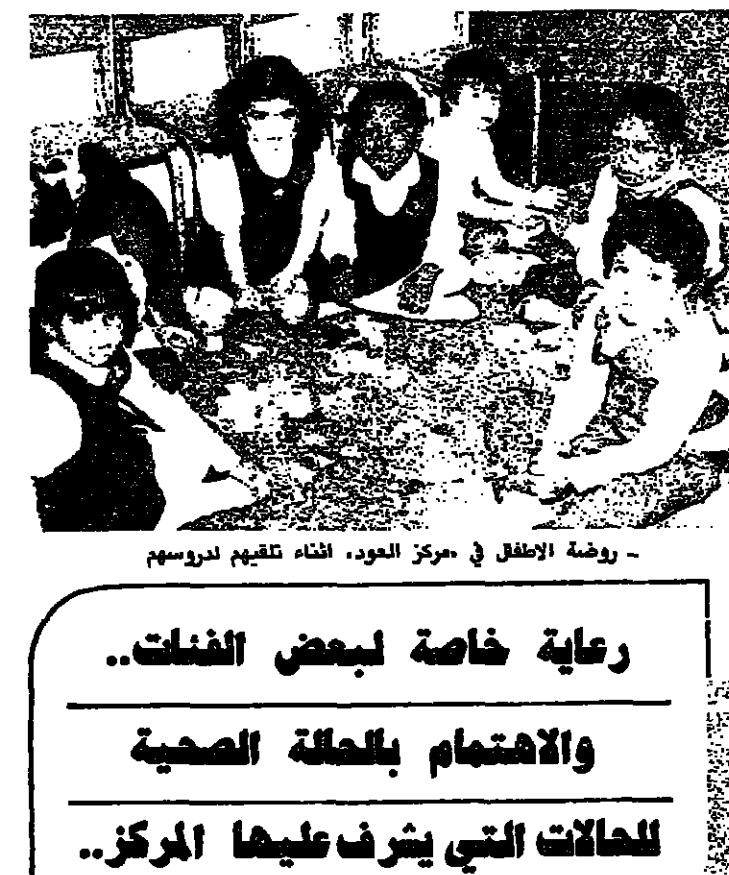 ـ روضة الاطفال في «مركز العود» اثناء تلقيهم لدروسهم
رعاية خاصة لبعض الفئات..
والاهتمام بالحالة الصحية
للحالات التي يشرف عليها المركز..